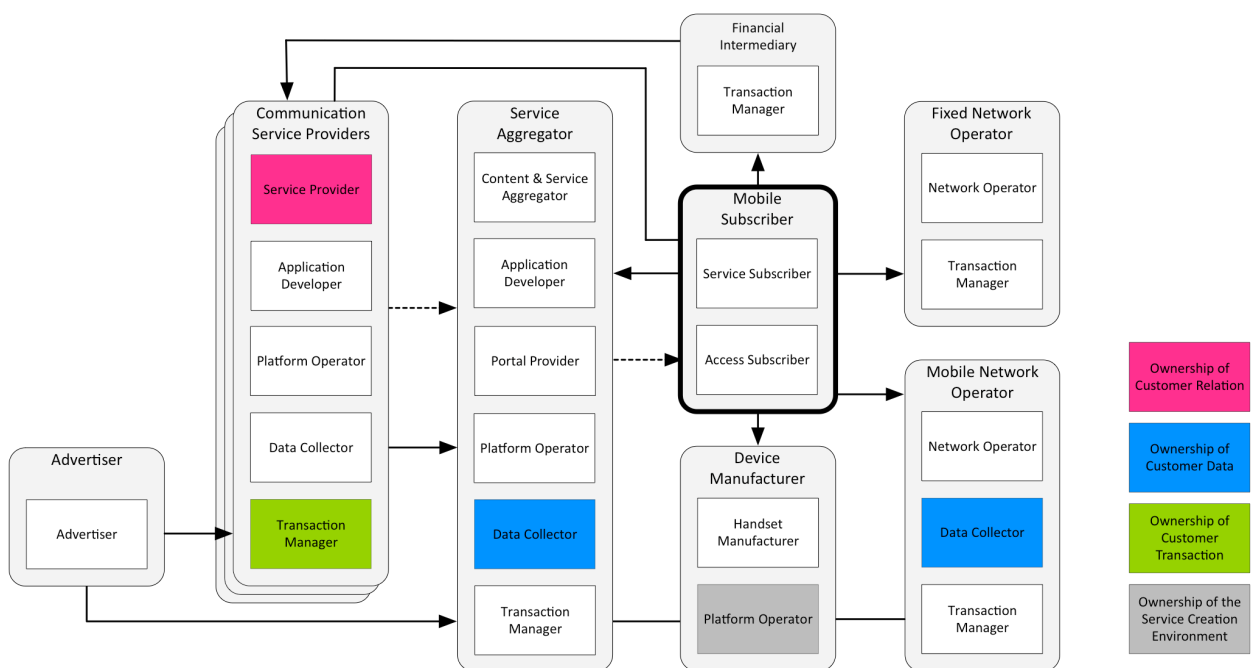 Financial
Intermediary
Transaction
Manager
Communication
Service Providers
Service Provider
Application
Developer
Platform Operator
Data Collector
Transaction
Manager
Service
Aggregator
Content & Service
Aggregator
Application
Developer
Portal Provider
Platform Operator
Data Collector
Transaction
Manager
Mobile
Subscriber
Service Subscriber
Access Subscriber
Fixed Network
Operator
Network Operator
Transaction
Manager
Mobile Network
Operator
Network Operator
Data Collector
Transaction
Manager
Device
Manufacturer
Handset
Manufacturer
Platform Operator
Advertiser
Advertiser
Ownership of
Customer Relation
Ownership of
Customer Data
Ownership of
Customer
Transaction
Ownership of the
Service Creation
Environment